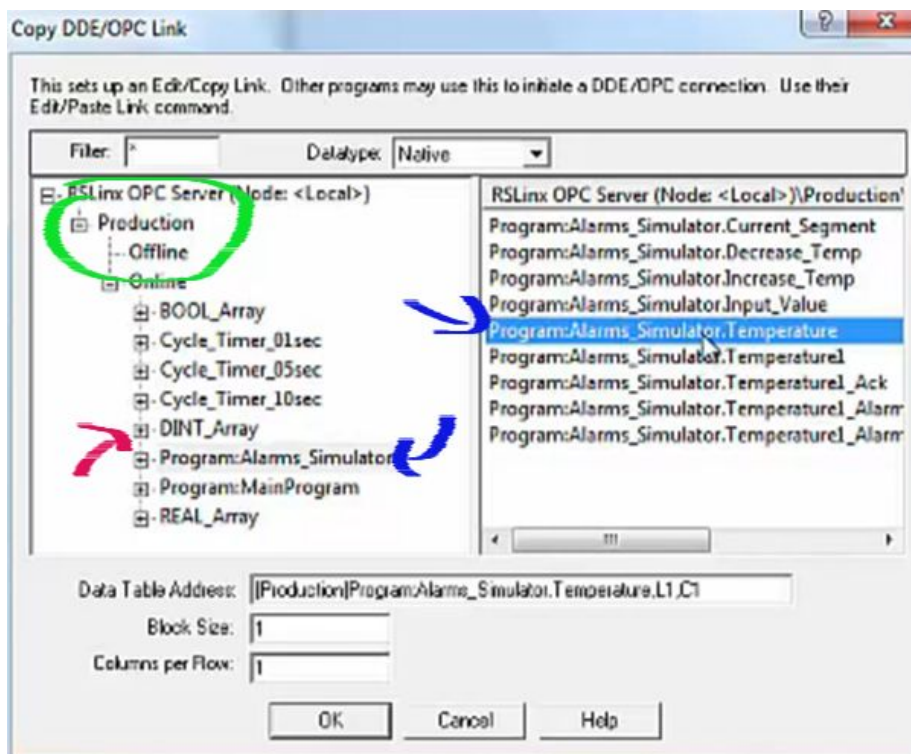 Copy DDE/OPC Link
This sets up an Edit/Copy Link. Other programs may use this to initiate a DDE/OPC connection. Use their
Edit/Paste Link command.
Filter: * Datatype: Native
RSLinx OPC Server (Node: <Local>)
Production
Offline
Online
BOOL_Array
Cycle_Timer_01sec
Cycle_Timer_05sec
Cycle_Timer_10sec
DINT_Array
Program:Alarms_Simulator
Program:MainProgram
REAL_Array
RSLinx OPC Server (Node: <Local>)\Production
Program:Alarms_Simulator.Current_Segment
Program:Alarms_Simulator.Decrease_Temp
Program:Alarms_Simulator.Increase_Temp
Program:Alarms_Simulator.Input_Value
Program:Alarms_Simulator.Temperature
Program:Alarms_Simulator.Temperature1
Program:Alarms_Simulator.Temperature1_Ack
Program:Alarms_Simulator.Temperature1_Alarm
Program:Alarms_Simulator.Temperature1_Alarm
Data Table Address: [Production]Program:Alarms_Simulator.Temperature,L1,C1
Block Size: 1
Columns per Row: 1
OK Cancel Help